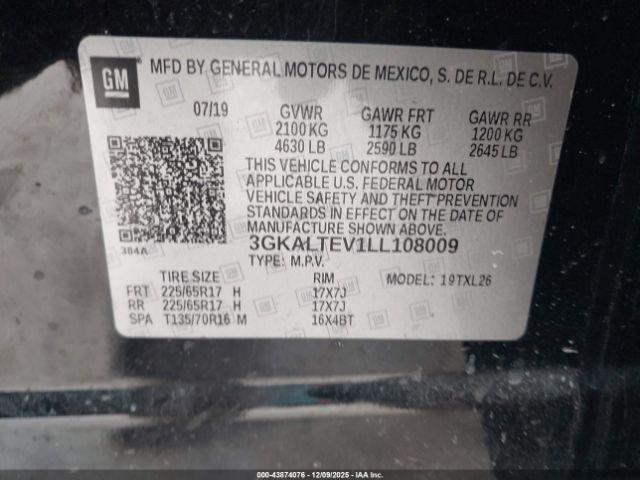 GM
MFD BY GENERAL MOTORS DE MEXICO, S. DE R.L. DE C.V.
07/19 GVWR GAWR FRT GAWR RR
2100 KG 1175 KG 1200 KG
4630 LB 2590 LB 2645 LB
THIS VEHICLE CONFORMS TO ALL
APPLICABLE U.S. FEDERAL MOTOR
VEHICLE SAFETY AND THEFT PREVENTION
STANDARDS IN EFFECT ON THE DATE OF
MANUFACTURE SHOWN ABOVE.
384A
3GKALTEV1LL108009
TYPE: M.P.V.
TIRE SIZE RIM MODEL: 19TXL26
FRT 225/65R17 H 17X7J
RR 225/65R17 H 17X7J
SPA T135/70R16 M 16X4BT
000-43874076 - 12/09/2025 - IAA Inc.